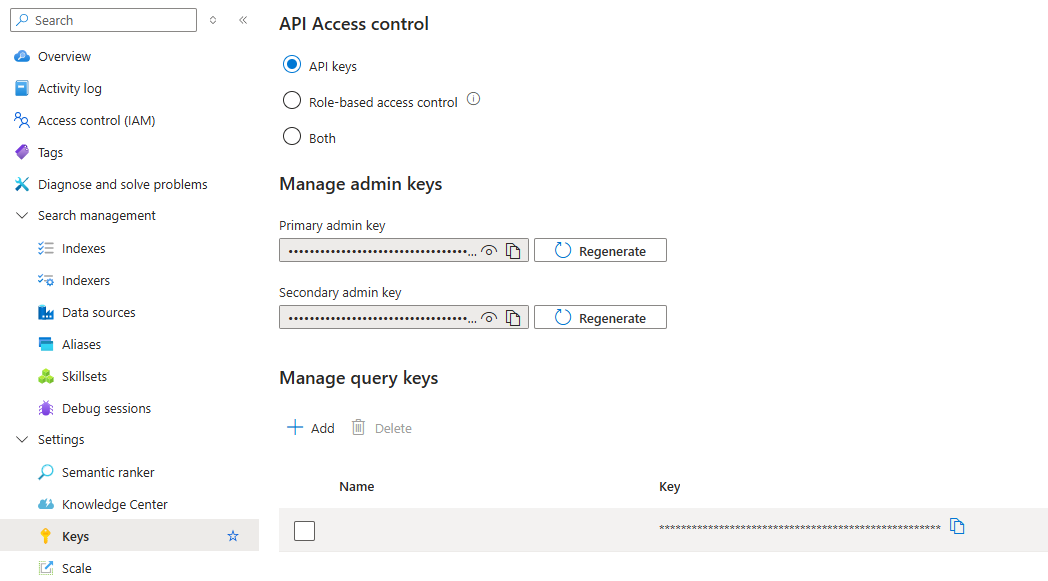 Search
Overview
Activity log
Access control (IAM)
Tags
Diagnose and solve problems
Search management
Indexes
Indexers
Data sources
Aliases
Skillsets
Debug sessions
Settings
Semantic ranker
Knowledge Center
Keys
Scale
API Access control
API keys
Role-based access control
Both
Manage admin keys
Primary admin key
••••••••••••••••••••••••••••••••••... Regenerate
Secondary admin key
••••••••••••••••••••••••••••••••••... Regenerate
Manage query keys
Add Delete
Name Key
****************************************************